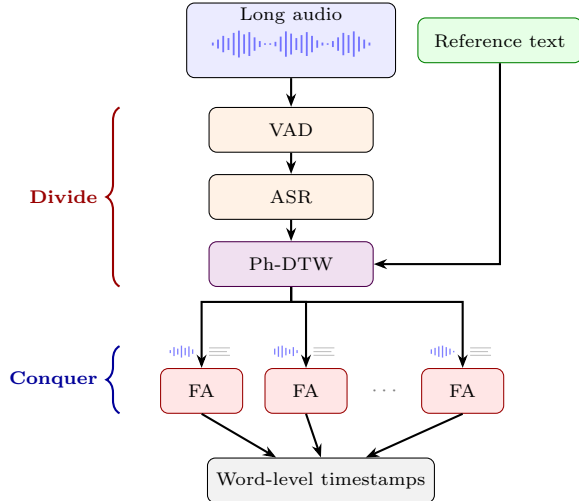 Long audio
Reference text
VAD
Divide
ASR
Ph-DTW
Conquer
FA
FA
· · ·
FA
Word-level timestamps